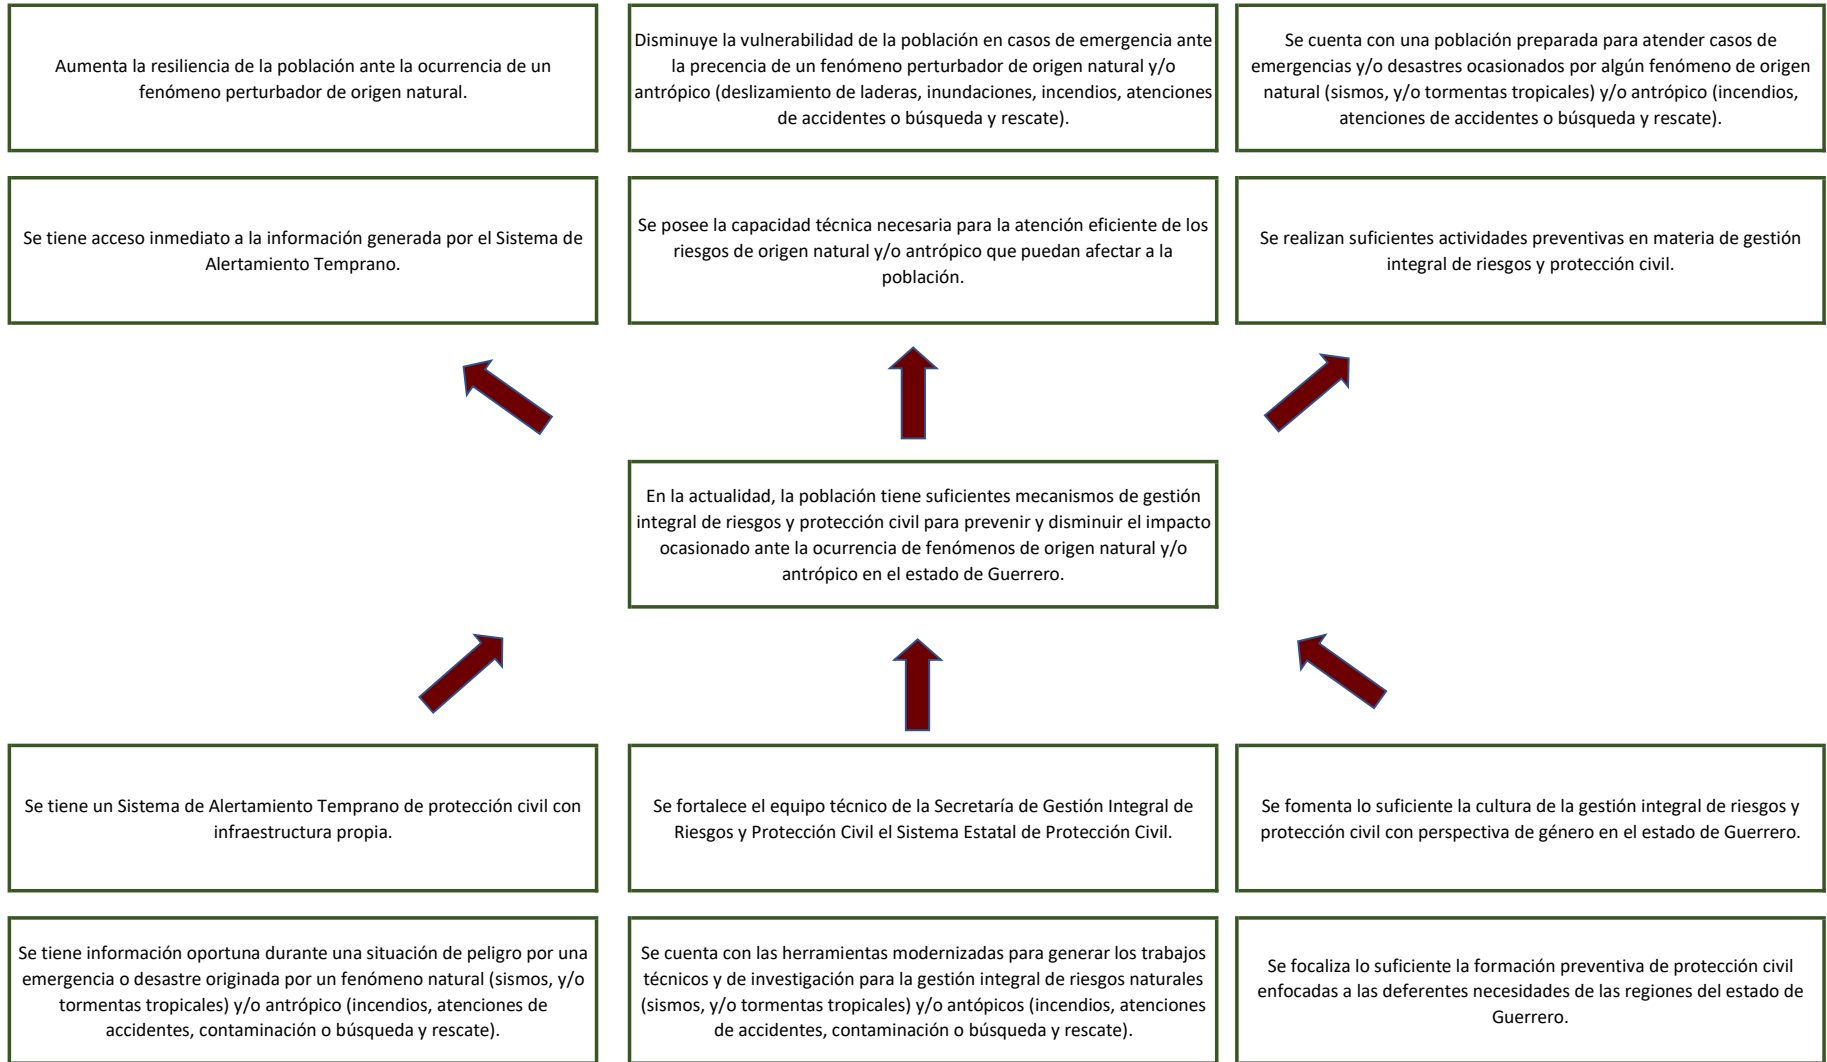 Aumenta la resiliencia de la población ante la ocurrencia de un
fenómeno perturbador de origen natural.
Disminuye la vulnerabilidad de la población en casos de emergencia ante
la precencia de un fenómeno perturbador de origen natural y/o
antrópico (deslizamiento de laderas, inundaciones, incendios, atenciones
de accidentes o búsqueda y rescate).
Se cuenta con una población preparada para atender casos de
emergencias y/o desastres ocasionados por algún fenómeno de origen
natural (sismos, y/o tormentas tropicales) y/o antrópico (incendios,
atenciones de accidentes o búsqueda y rescate).
Se tiene acceso inmediato a la información generada por el Sistema de
Alertamiento Temprano.
Se posee la capacidad técnica necesaria para la atención eficiente de los
riesgos de origen natural y/o antrópico que puedan afectar a la
población.
Se realizan suficientes actividades preventivas en materia de gestión
integral de riesgos y protección civil.
En la actualidad, la población tiene suficientes mecanismos de gestión
integral de riesgos y protección civil para prevenir y disminuir el impacto
ocasionado ante la ocurrencia de fenómenos de origen natural y/o
antrópico en el estado de Guerrero.
Se tiene un Sistema de Alertamiento Temprano de protección civil con
infraestructura propia.
Se fortalece el equipo técnico de la Secretaría de Gestión Integral de
Riesgos y Protección Civil el Sistema Estatal de Protección Civil.
Se fomenta lo suficiente la cultura de la gestión integral de riesgos y
protección civil con perspectiva de género en el estado de Guerrero.
Se tiene información oportuna durante una situación de peligro por una
emergencia o desastre originada por un fenómeno natural (sismos, y/o
tormentas tropicales) y/o antrópico (incendios, atenciones de
accidentes, contaminación o búsqueda y rescate).
Se cuenta con las herramientas modernizadas para generar los trabajos
técnicos y de investigación para la gestión integral de riesgos naturales
(sismos, y/o tormentas tropicales) y/o antópicos (incendios, atenciones
de accidentes, contaminación o búsqueda y rescate).
Se focaliza lo suficiente la formación preventiva de protección civil
enfocadas a las deferentes necesidades de las regiones del estado de
Guerrero.